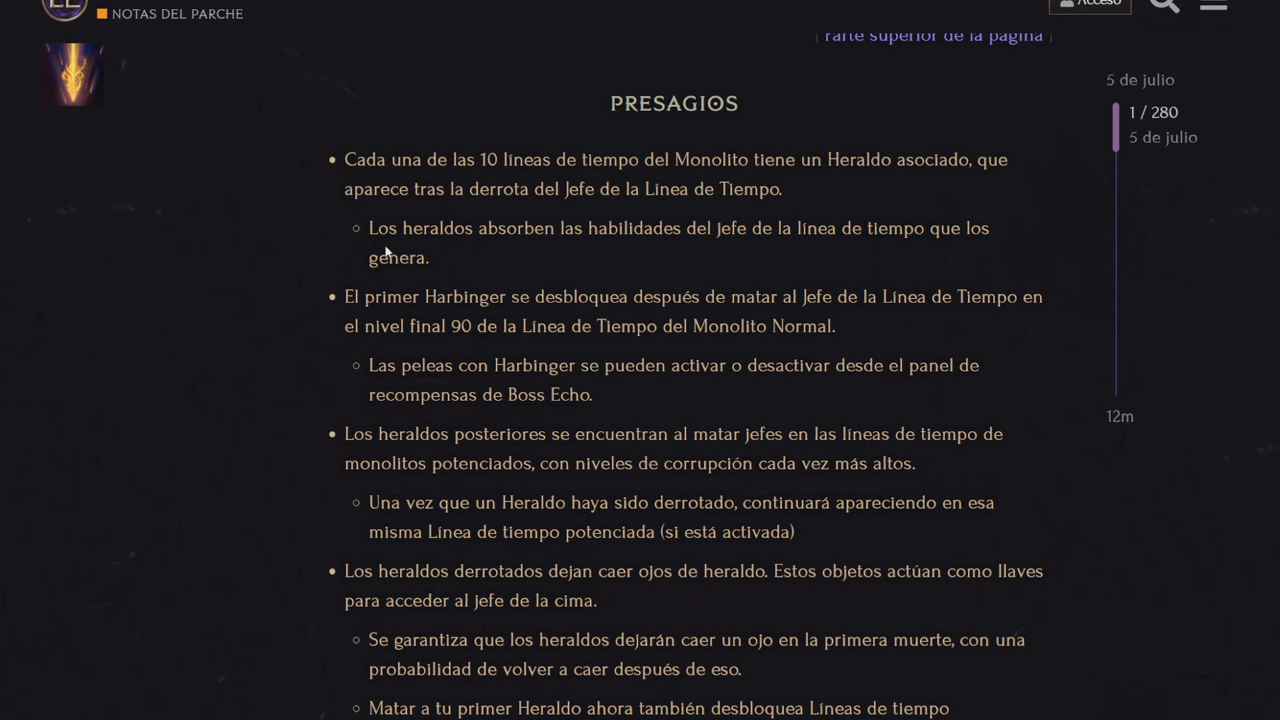 NOTAS DEL PARCHE
Acceso
Parte superior de la página
5 de julio
PRESAGIOS
1 / 280
5 de julio
• Cada una de las 10 líneas de tiempo del Monolito tiene un Heraldo asociado, que
aparece tras la derrota del Jefe de la Línea de Tiempo.
Los heraldos absorben las habilidades del jefe de la línea de tiempo que los
genera.
• El primer Harbinger se desbloquea después de matar al Jefe de la Línea de Tiempo en
el nivel final 90 de la Línea de Tiempo del Monolito Normal.
Las peleas con Harbinger se pueden activar o desactivar desde el panel de
recompensas de Boss Echo.
12m
• Los heraldos posteriores se encuentran al matar jefes en las líneas de tiempo de
monolitos potenciados, con niveles de corrupción cada vez más altos.
Una vez que un Heraldo haya sido derrotado, continuará apareciendo en esa
misma Línea de tiempo potenciada (si está activada)
• Los heraldos derrotados dejan caer ojos de heraldo. Estos objetos actúan como llaves
para acceder al jefe de la cima.
Se garantiza que los heraldos dejarán caer un ojo en la primera muerte, con una
probabilidad de volver a caer después de eso.
Matar a tu primer Heraldo ahora también desbloquea Líneas de tiempo